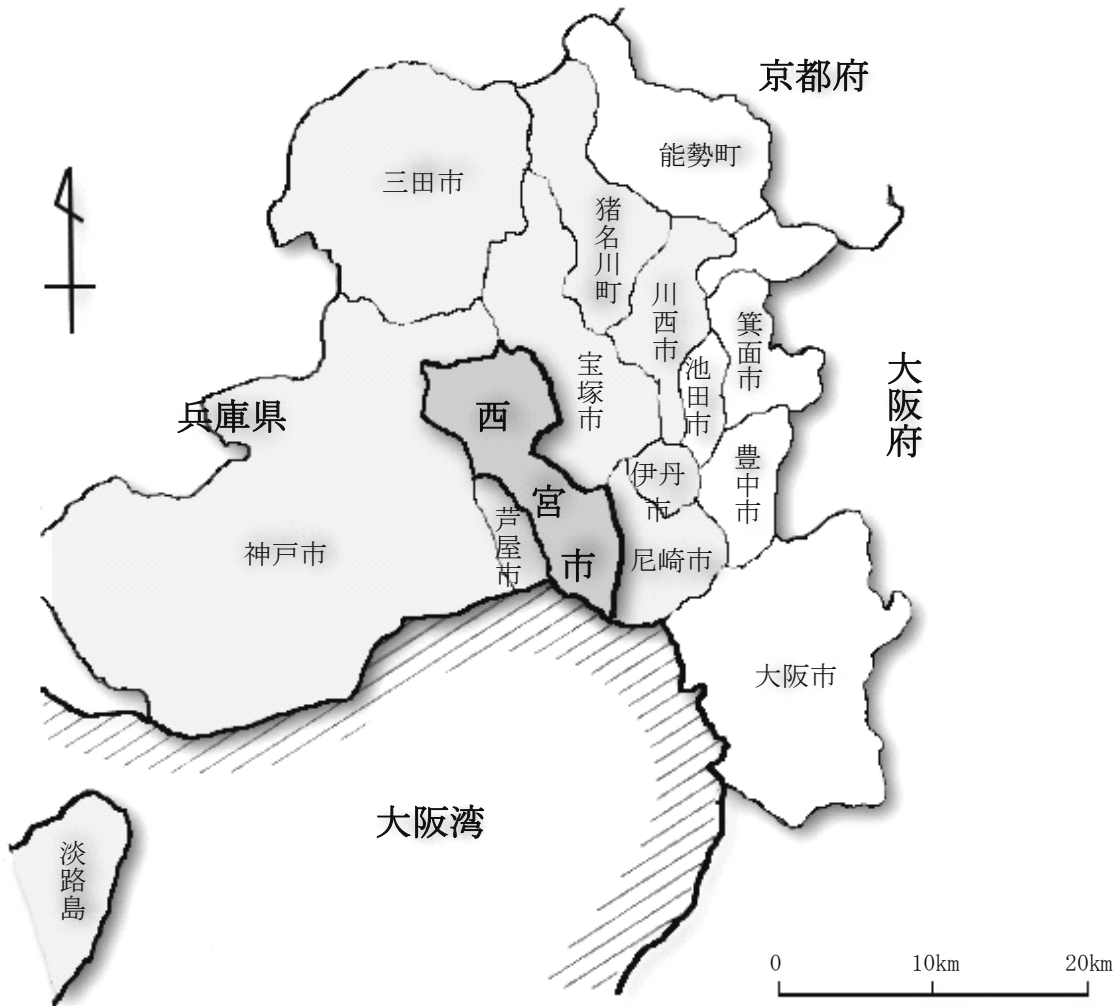 京都府
能勢町
三田市
猪名川町
川西市
箕面市
宝塚市
池田市
大阪府
兵庫県
西宮市
豊中市
伊丹市
芦屋市
神戸市
尼崎市
大阪市
大阪湾
淡路島
0 10km 20km